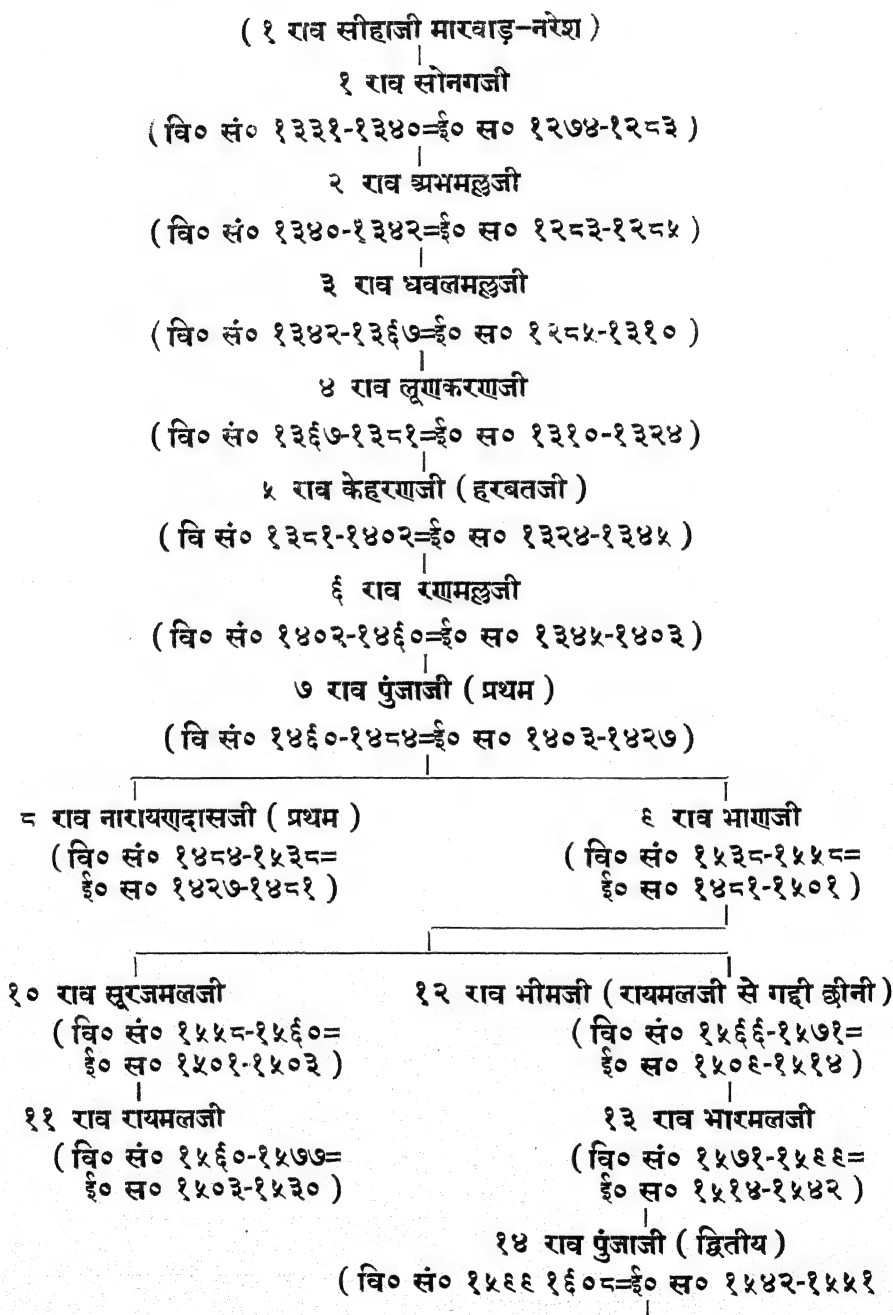 ( १ राव सीहाजी मारवाड़-नरेश )
१ राव सोनगजी
( वि० सं० १३३१-१३४०=ई० स० १२७४-१२८३ )
२ राव अभमल्लजी
( वि० सं० १३४०-१३४२=ई० स० १२८३-१२८५ )
३ राव धवलमल्लजी
( वि० सं० १३४२-१३६७=ई० स० १२८५-१३१० )
४ राव लूणकरणजी
( वि० सं० १३६७-१३८१=ई० स० १३१०-१३२४ )
५ राव केहरणजी ( हरबतजी )
( वि सं० १३८१-१४०२=ई० स० १३२४-१३४५ )
६ राव रणमल्लजी
( वि० सं० १४०२-१४६०=ई० स० १३४५-१४०३ )
७ राव पुंजाजी ( प्रथम )
( वि सं० १४६०-१४८४=ई० स० १४०३-१४२७ )
८ राव नारायणदासजी ( प्रथम )
( वि० सं० १४८४-१५३८=
ई० स० १४२७-१४८१ )
९ राव भाणजी
( वि० सं० १५३८-१५५८=
ई० स० १४८१-१५०१ )
१० राव सूरजमलजी
( वि० सं० १५५८-१५६०=
ई० स० १५०१-१५०३ )
१२ राव भीमजी ( रायमलजी से गद्दी छीनी )
( वि० सं० १५६६-१५७१=
ई० स० १५०९-१५१४ )
११ राव रायमलजी
( वि० सं० १५६०-१५७७=
ई० स० १५०३-१५३० )
१३ राव भारमलजी
( वि० सं० १५७१-१५९९=
ई० स० १५१४-१५४२ )
१४ राव पुंजाजी ( द्वितीय )
( वि० सं० १५९९ १६०८=ई० स० १५४२-१५५१